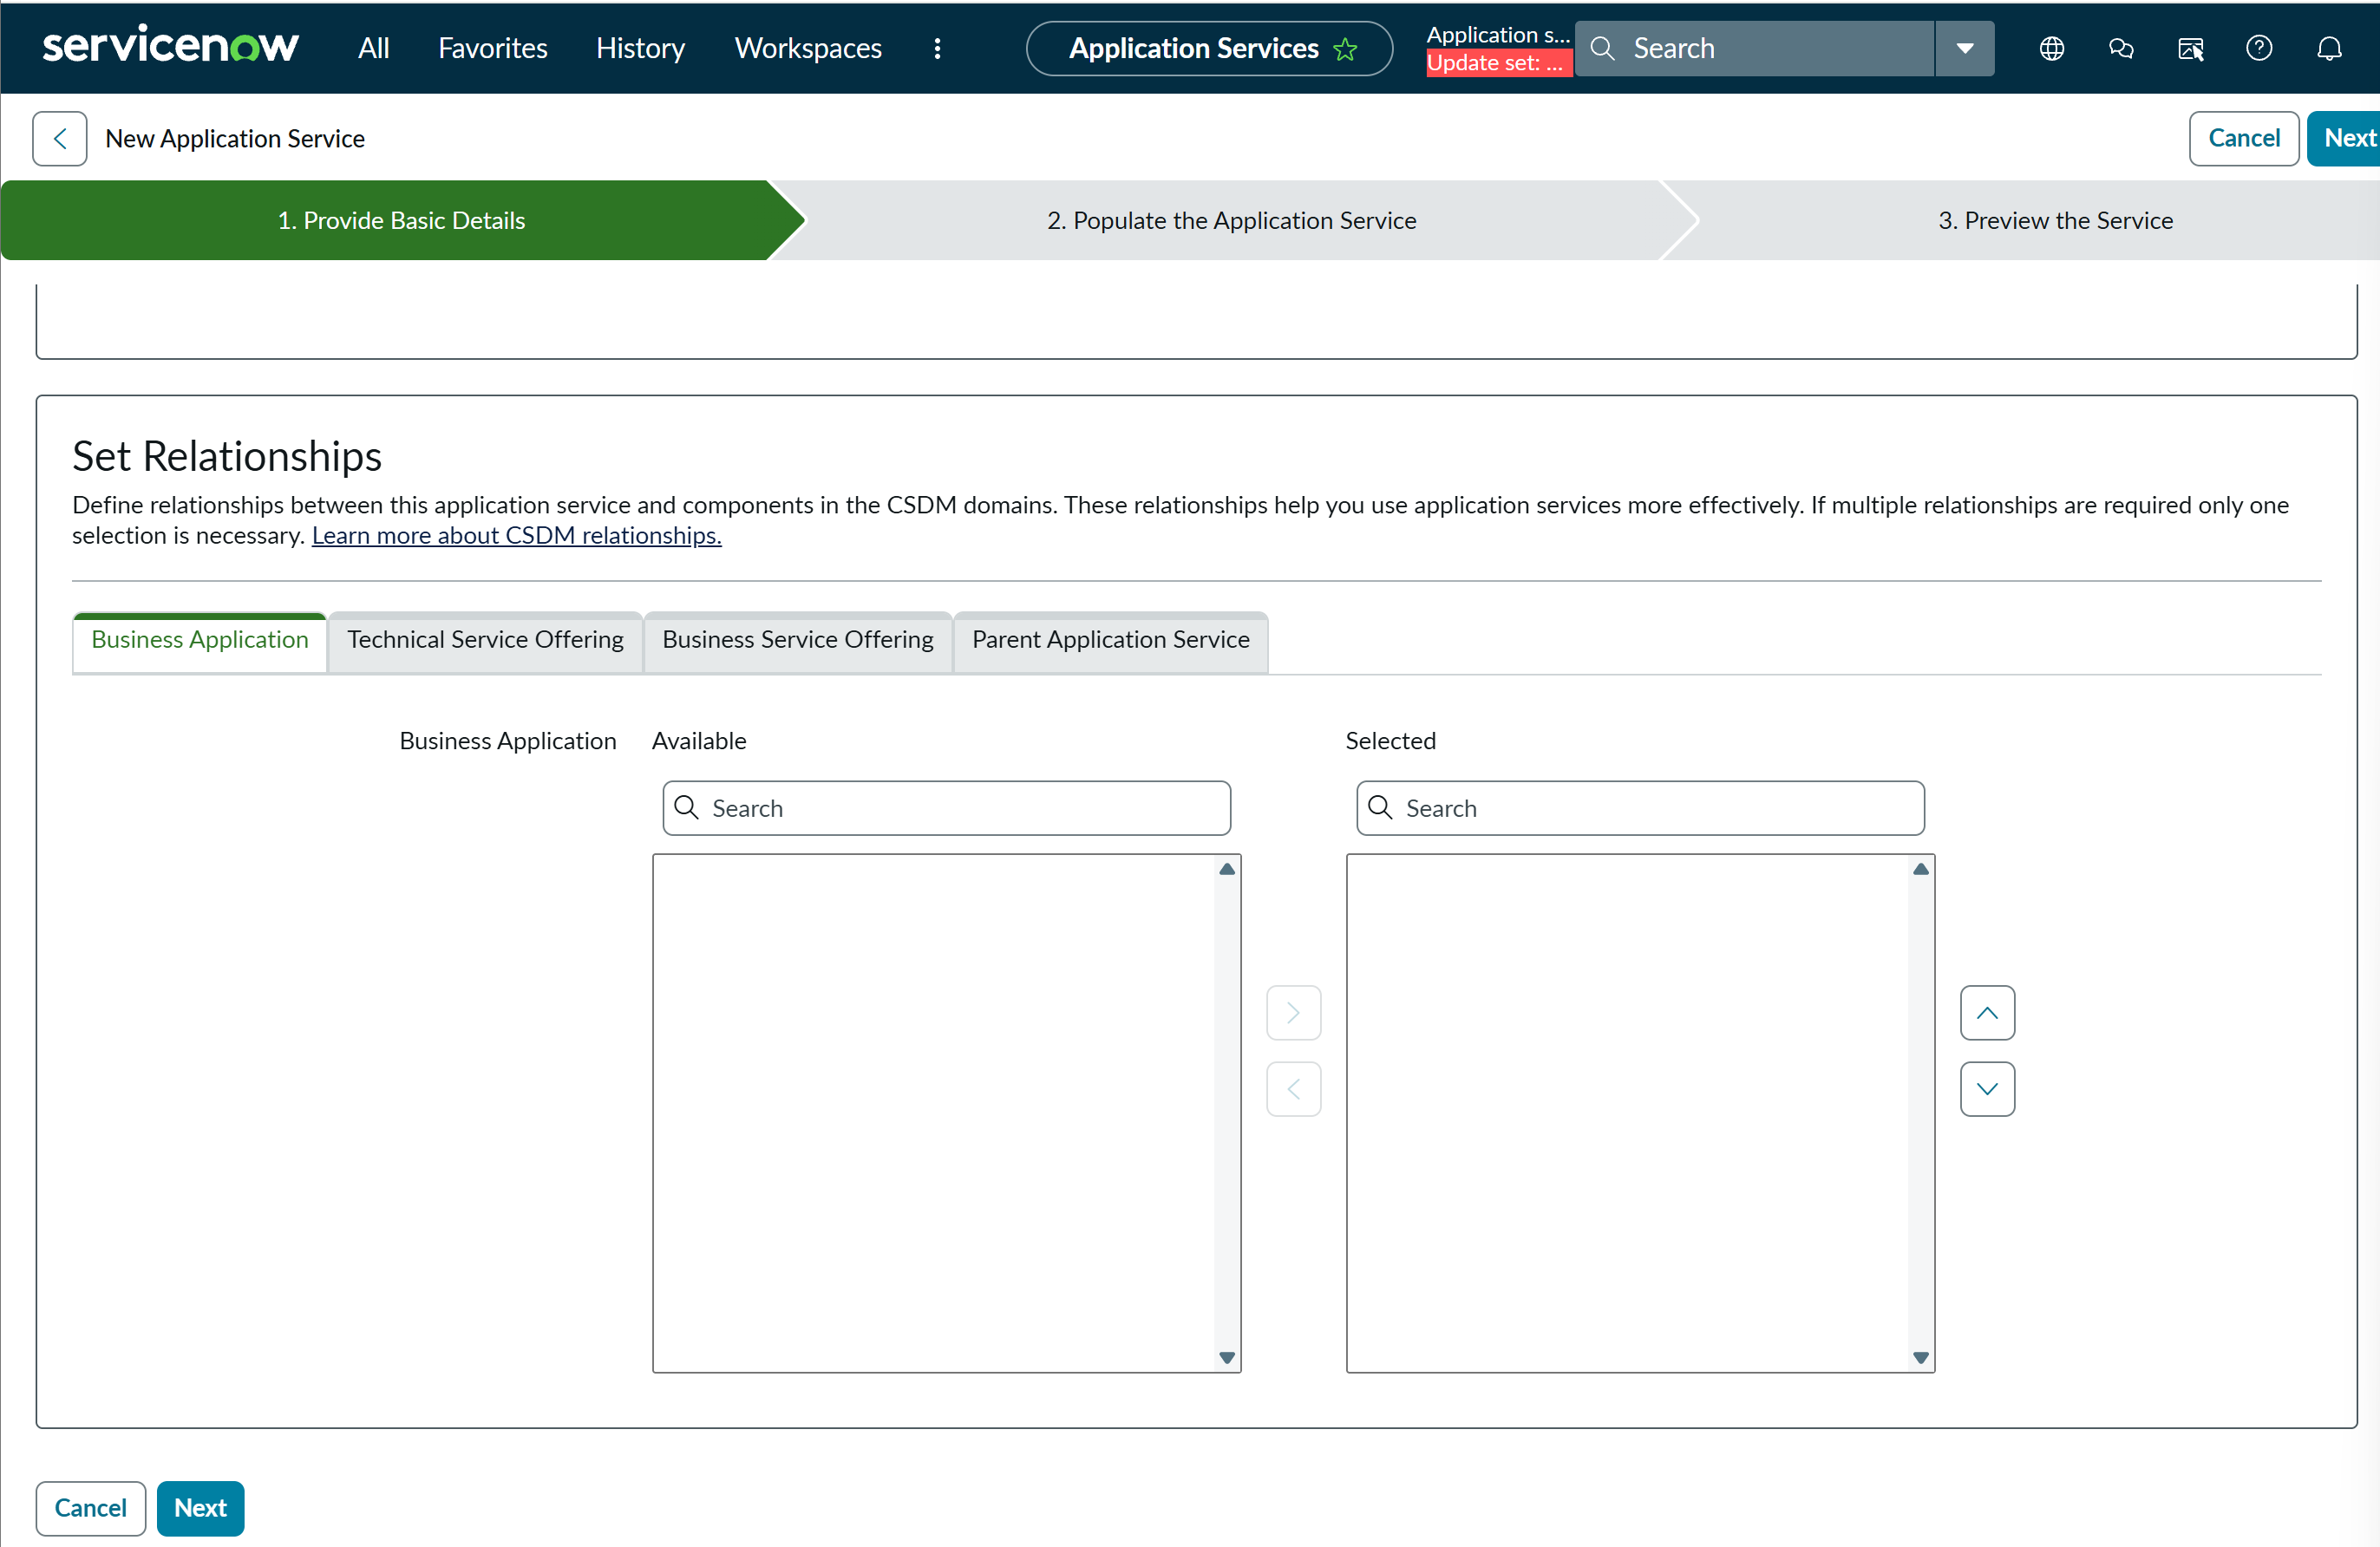 servicenow All Favorites History Workspaces Application Services Application s... Search
Update set: ...
New Application Service Cancel Next
1. Provide Basic Details 2. Populate the Application Service 3. Preview the Service
Set Relationships
Define relationships between this application service and components in the CSDM domains. These relationships help you use application services more effectively. If multiple relationships are required only one
selection is necessary. Learn more about CSDM relationships.
Business Application Technical Service Offering Business Service Offering Parent Application Service
Business Application Available Selected
Search Search
Cancel Next